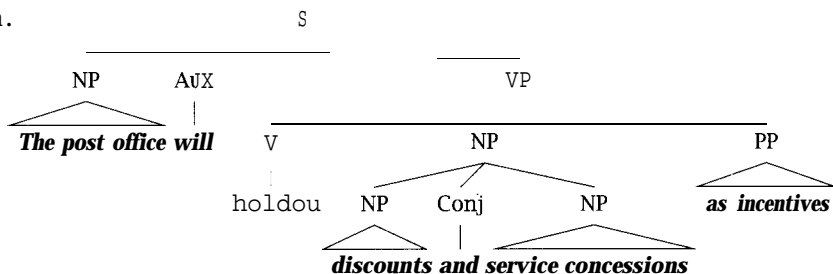 a. S
NP AUX VP
The post office will V NP PP
holdou NP Conj NP as incentives
discounts and service concessions